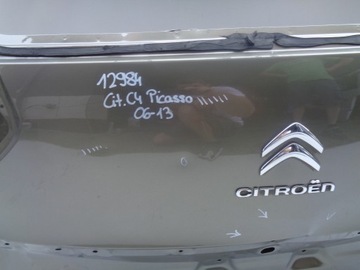 12984
Cit.C4 Picasso
06-13
CITROËN